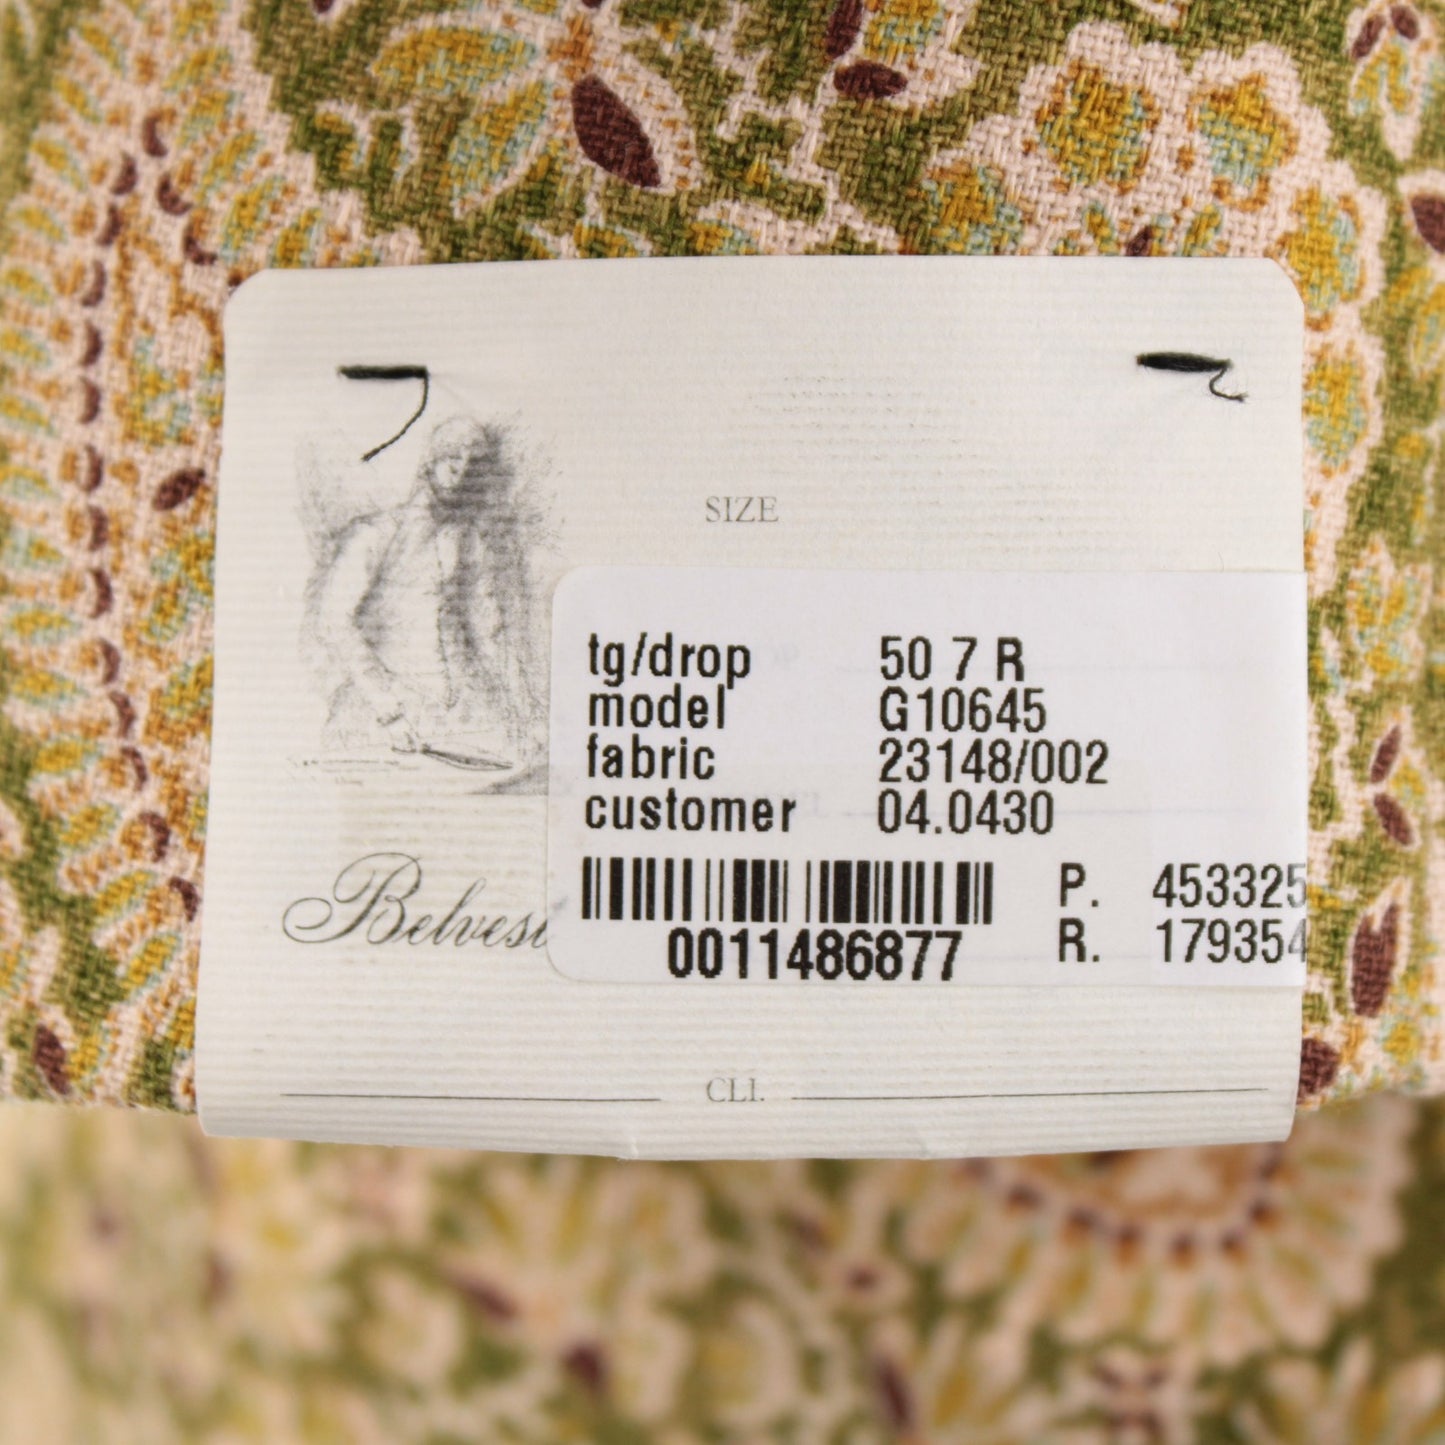 SIZE
tg/drop 50 7 R
model G10645
fabric 23148/002
customer 04.0430
P. 453325
R. 179354
0011486877
CLI.